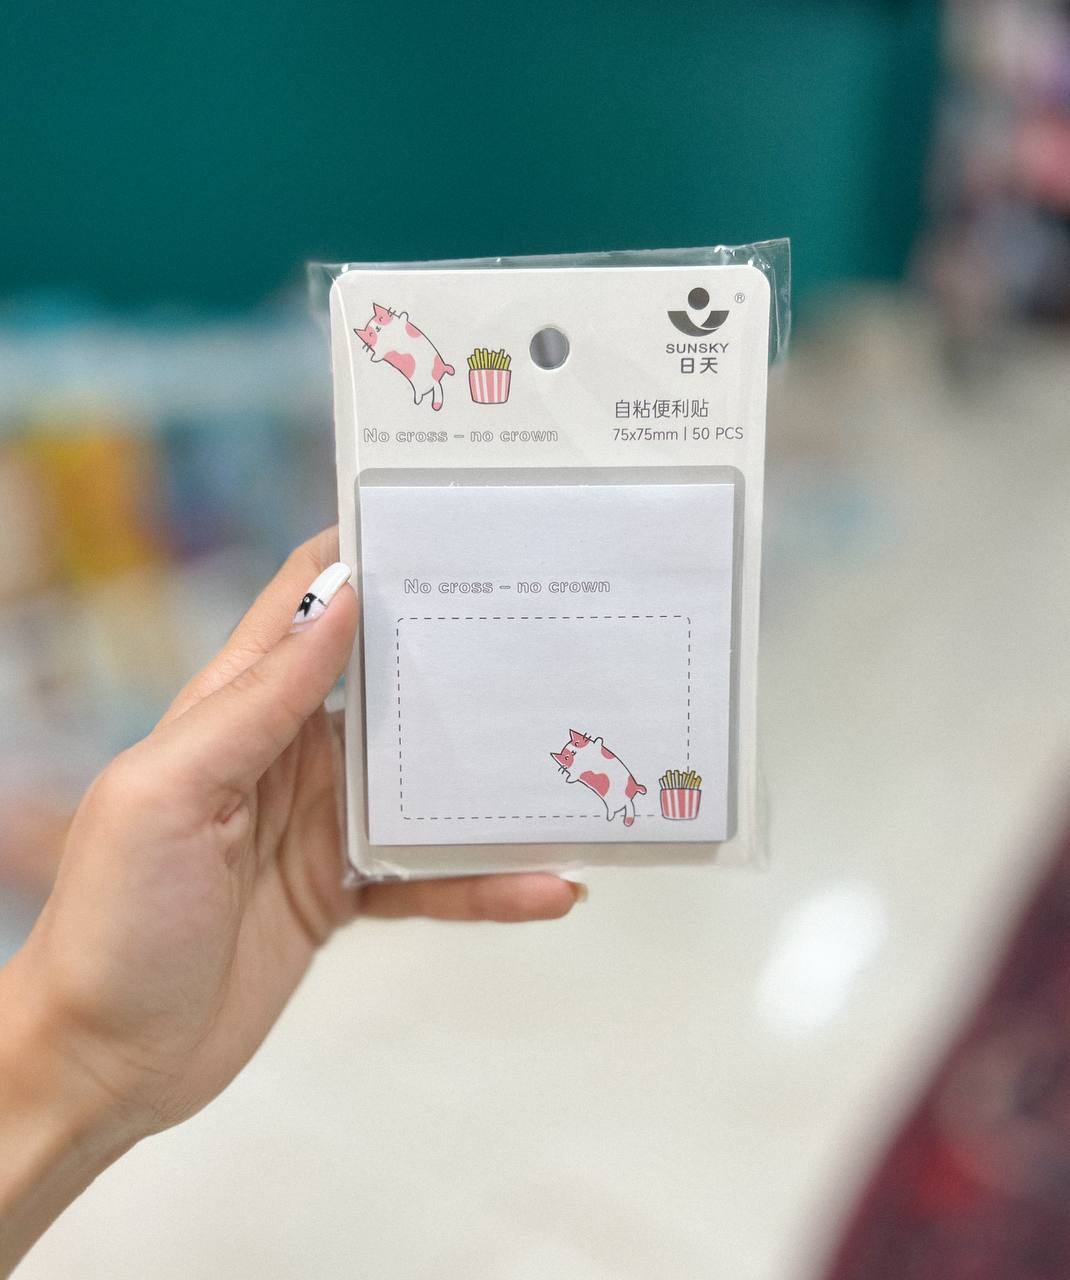 ®
SUNSKY
日天
自粘便利贴
75x75mm | 50 PCS
No cross – no crown
No cross – no crown